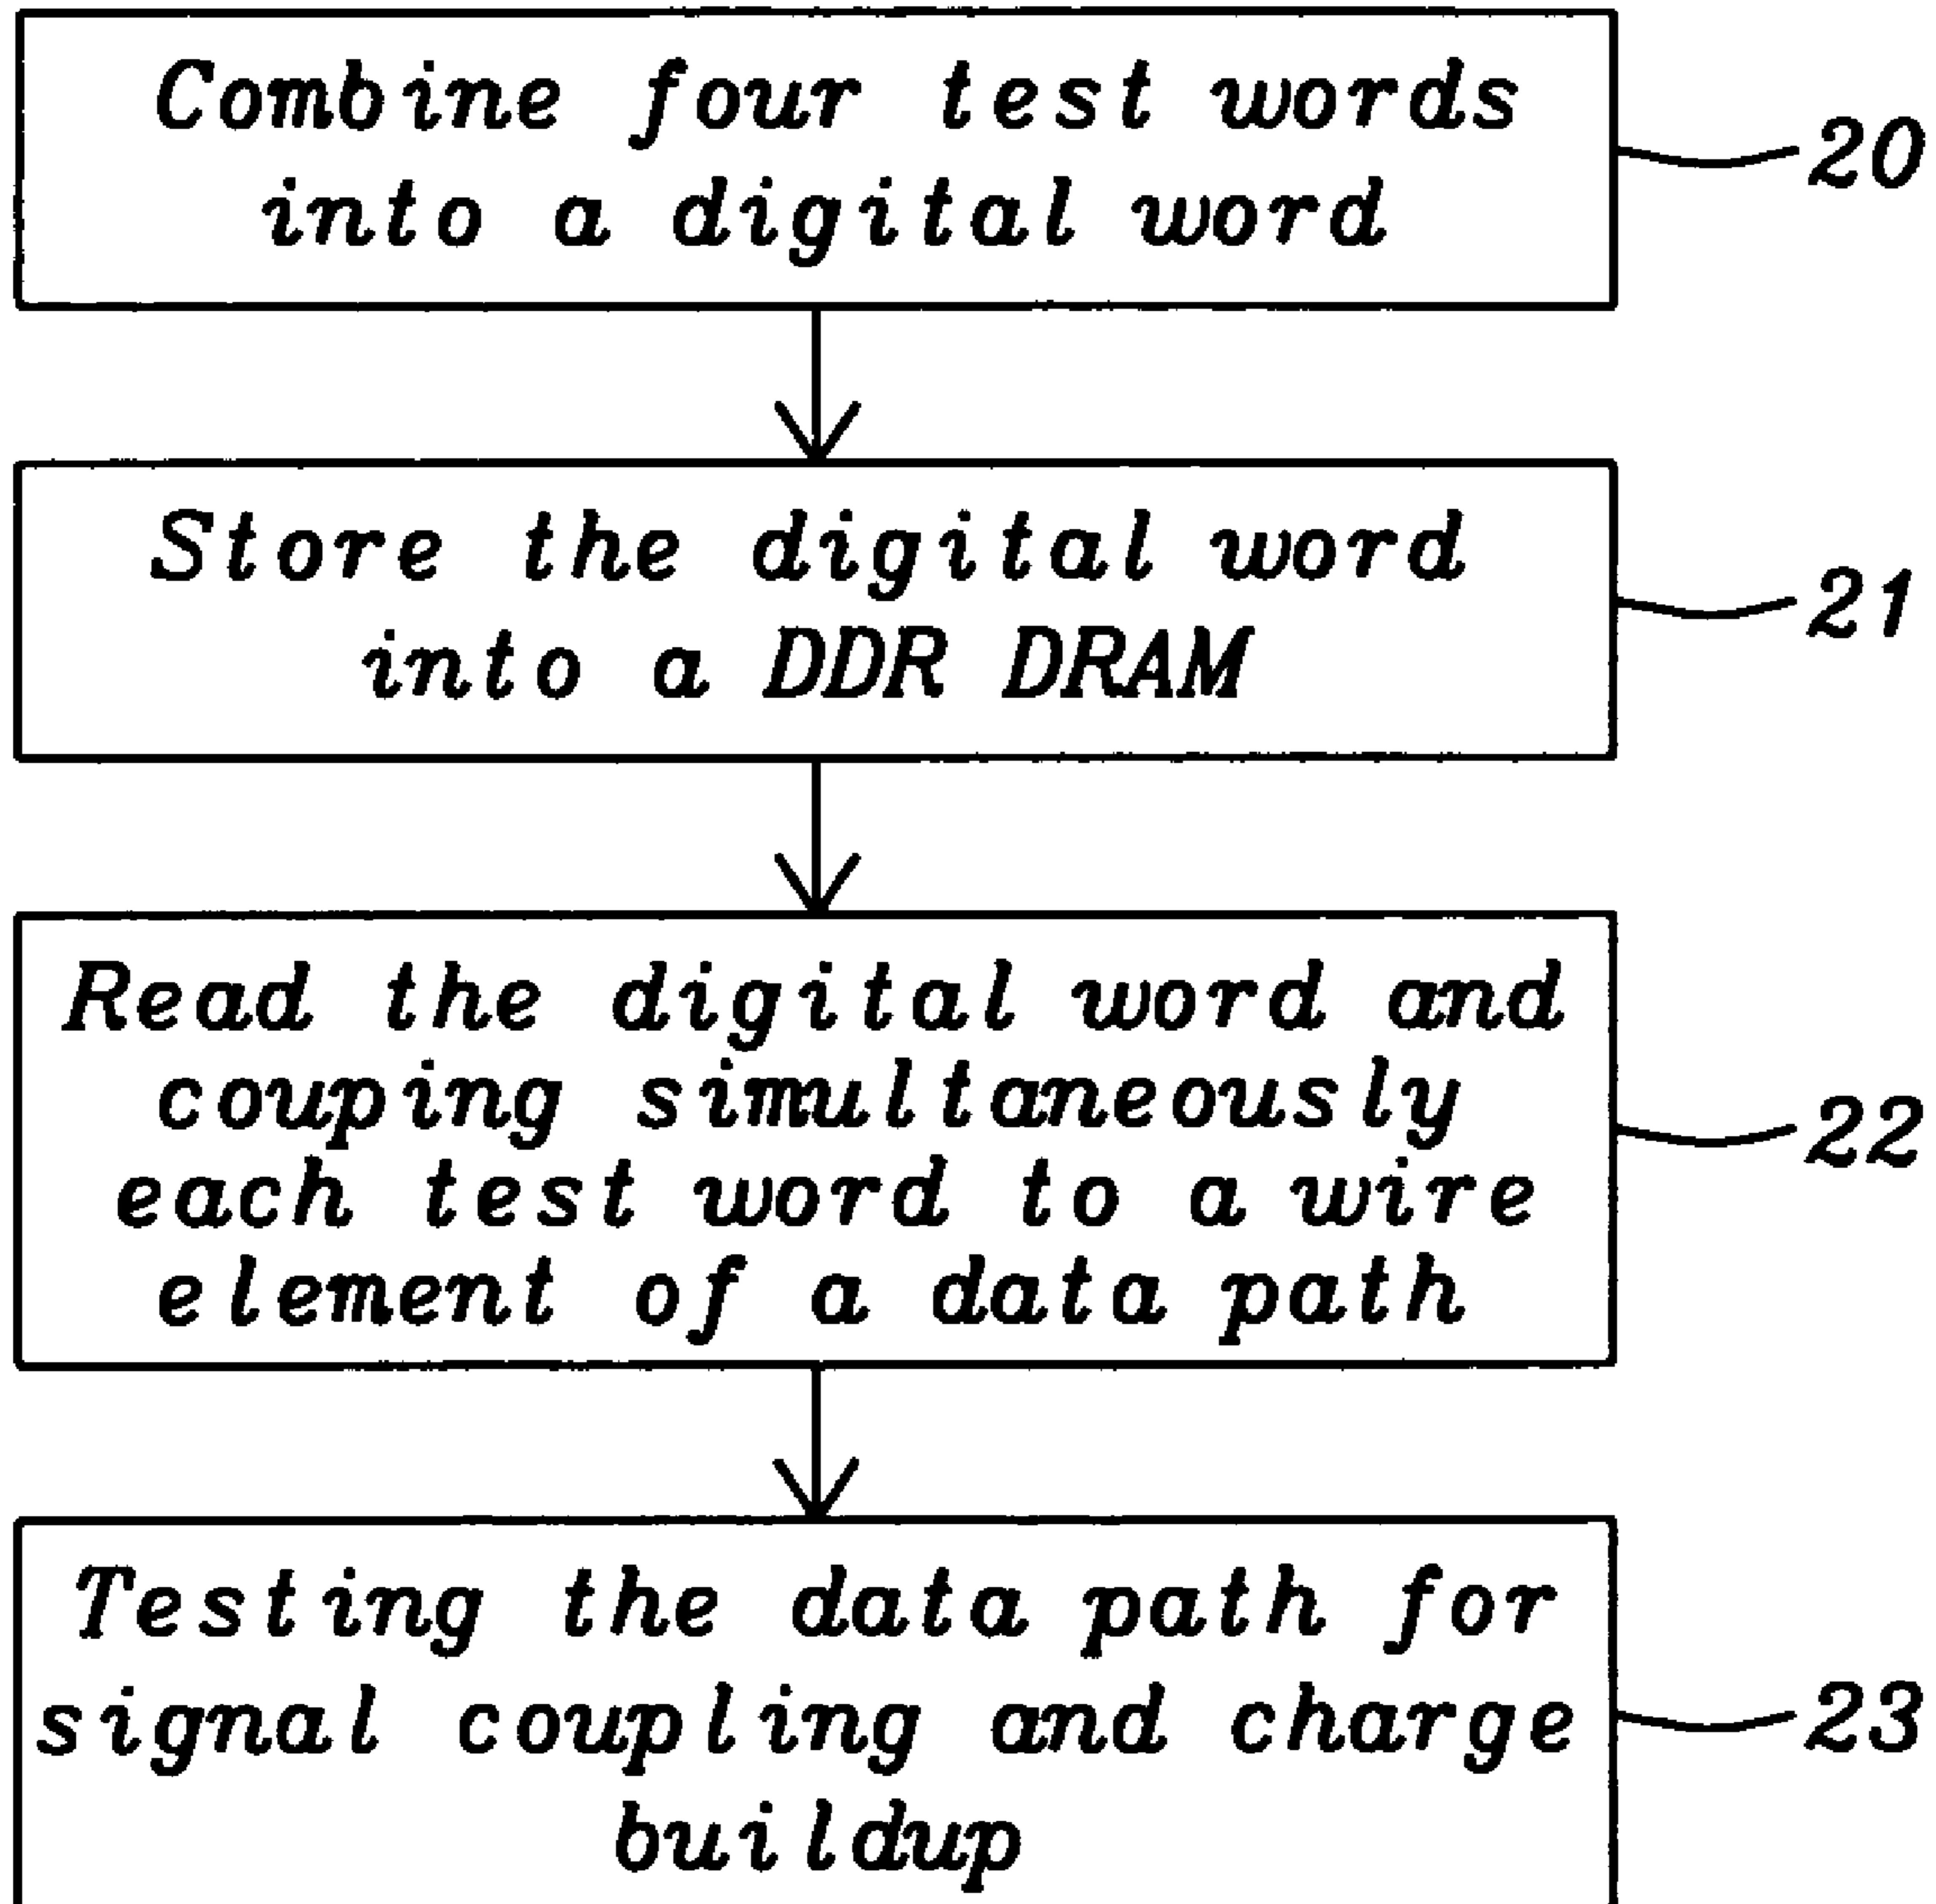 Combine four test words
into a digital word
20
Store the digital word
into a DDR DRAM
21
Read the digital word and
couping simultaneously
each test word to a wire
element of a data path
22
Testing the data path for
signal coupling and charge
buildup
23